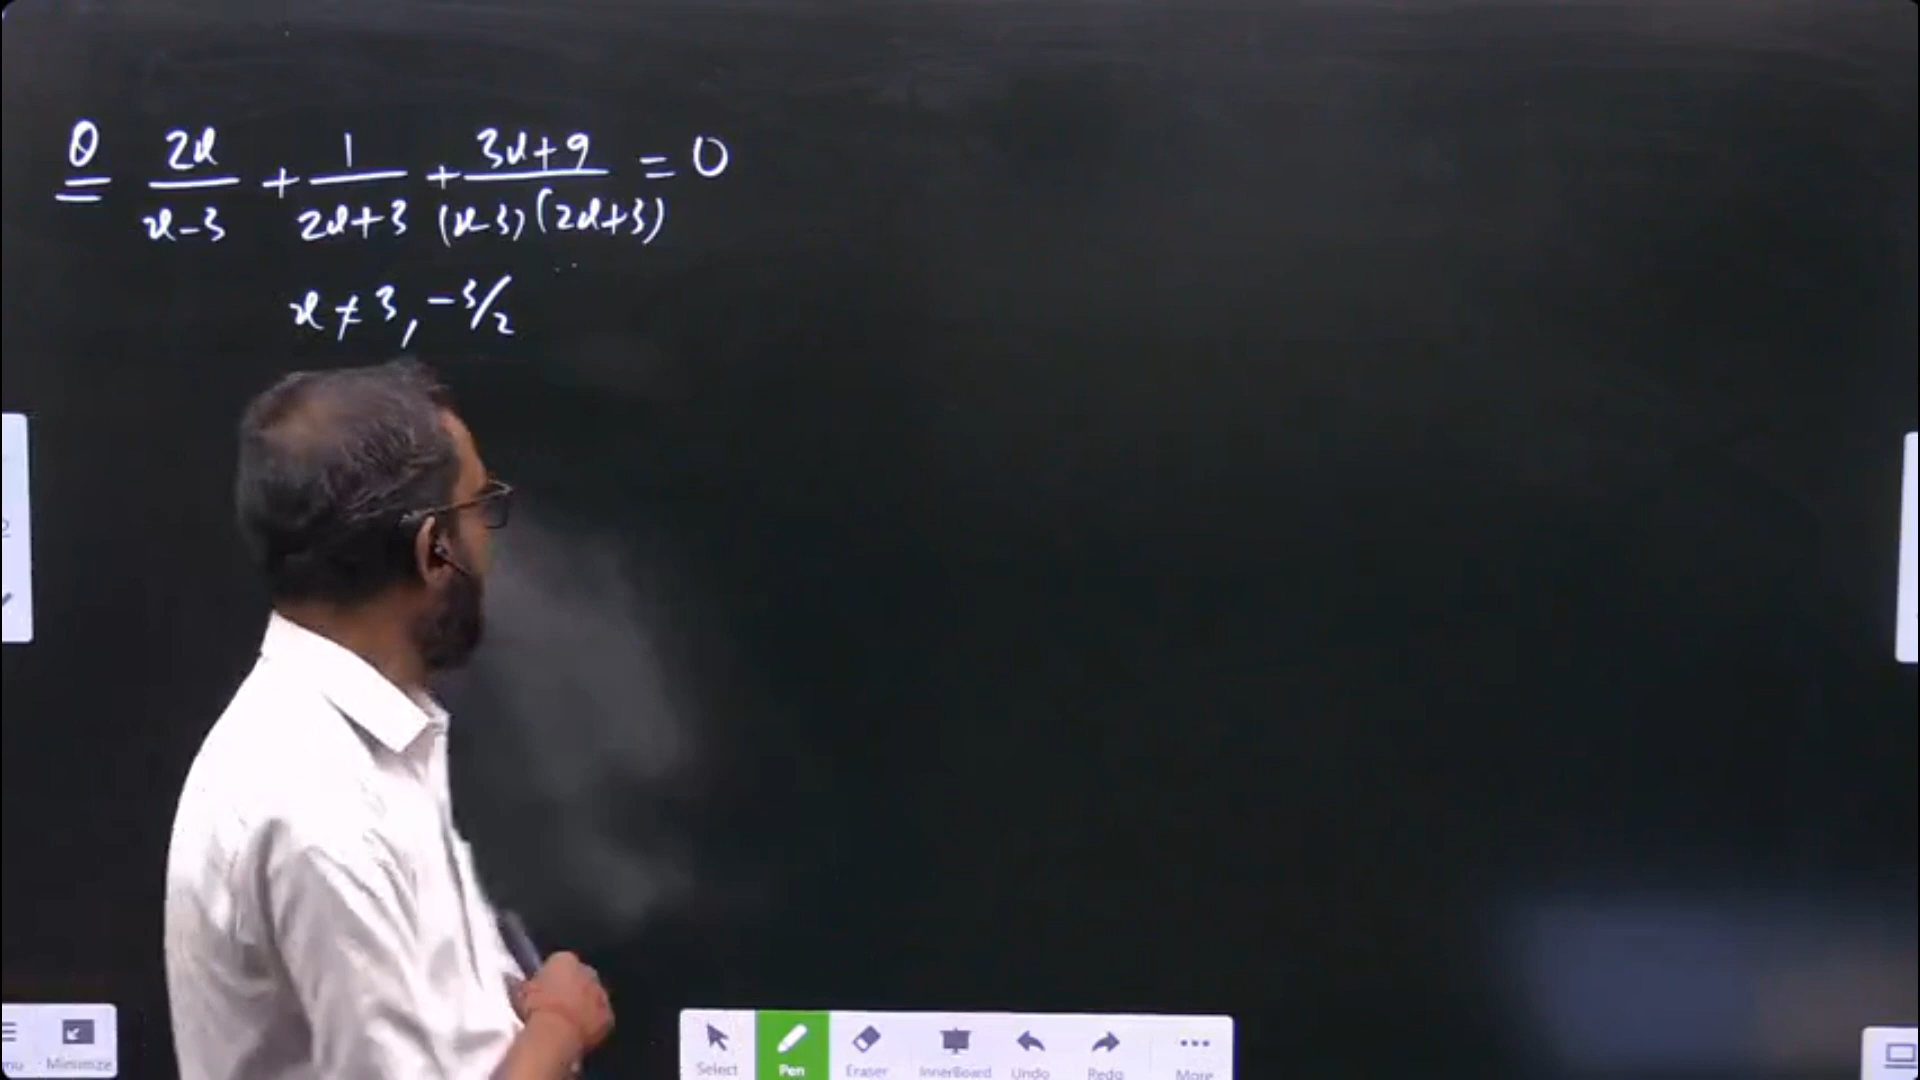 Q 2x/x-3 + 1/2x+3 + 3x+9/(x-3)(2x+3) = 0
x ≠ 3, -3/2
Minimize
Select
Pen
Eraser
InnerBoard
Undo
Redo
More